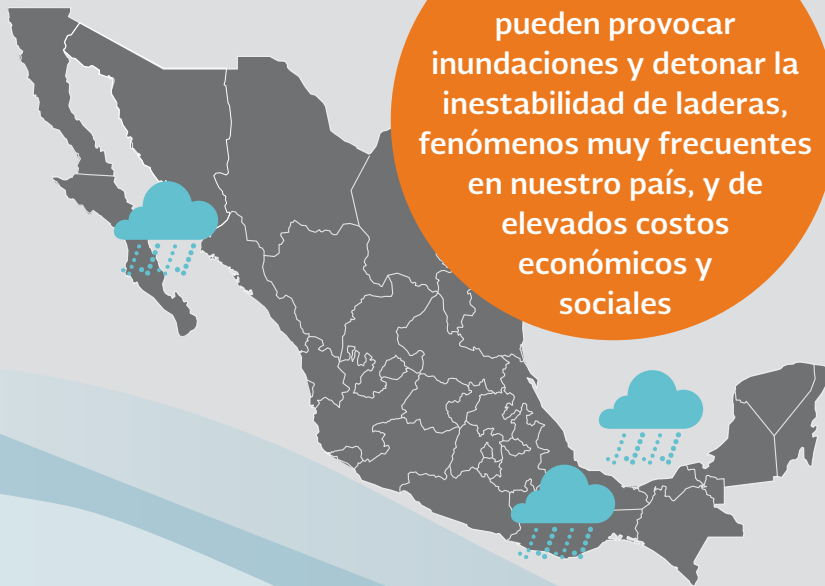 pueden provocar
inundaciones y detonar la
inestabilidad de laderas,
fenómenos muy frecuentes
en nuestro país, y de
elevados costos
económicos y
sociales